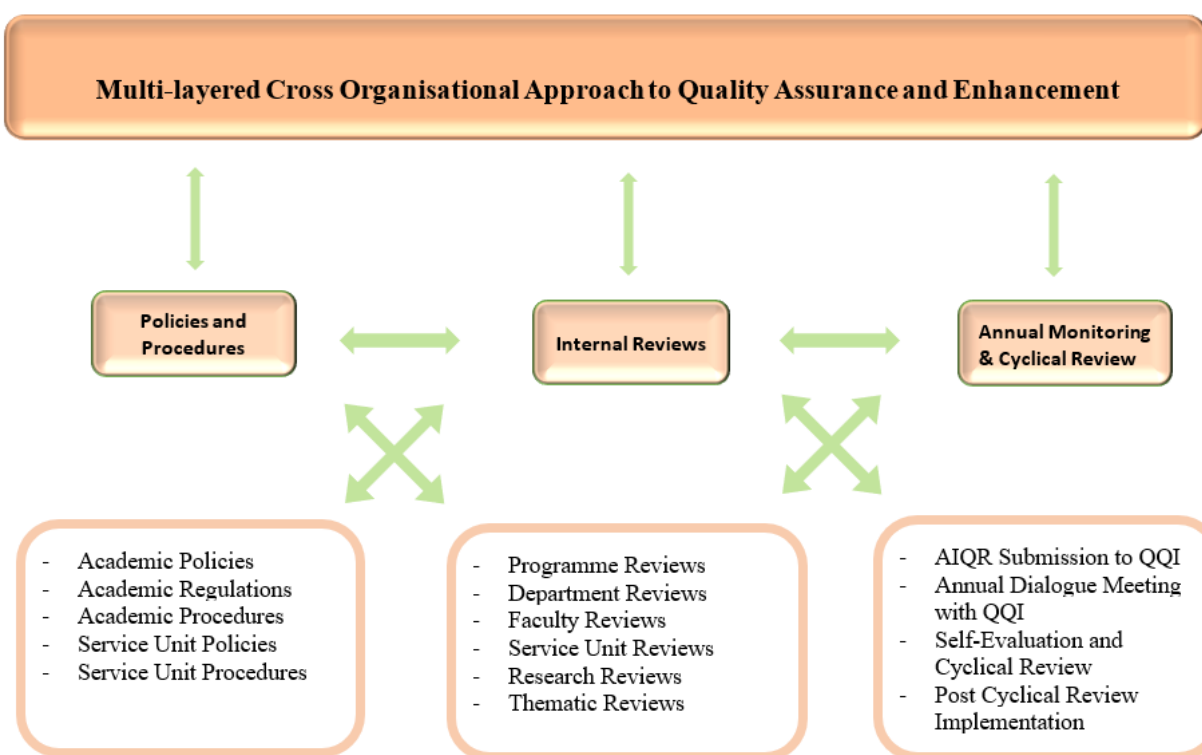 Multi-layered Cross Organisational Approach to Quality Assurance and Enhancement
Policies and
Procedures
Internal Reviews
Annual Monitoring
& Cyclical Review
- Academic Policies
- Academic Regulations
- Academic Procedures
- Service Unit Policies
- Service Unit Procedures
- Programme Reviews
- Department Reviews
- Faculty Reviews
- Service Unit Reviews
- Research Reviews
- Thematic Reviews
- AIQR Submission to QQI
- Annual Dialogue Meeting
with QQI
- Self-Evaluation and
Cyclical Review
- Post Cyclical Review
Implementation